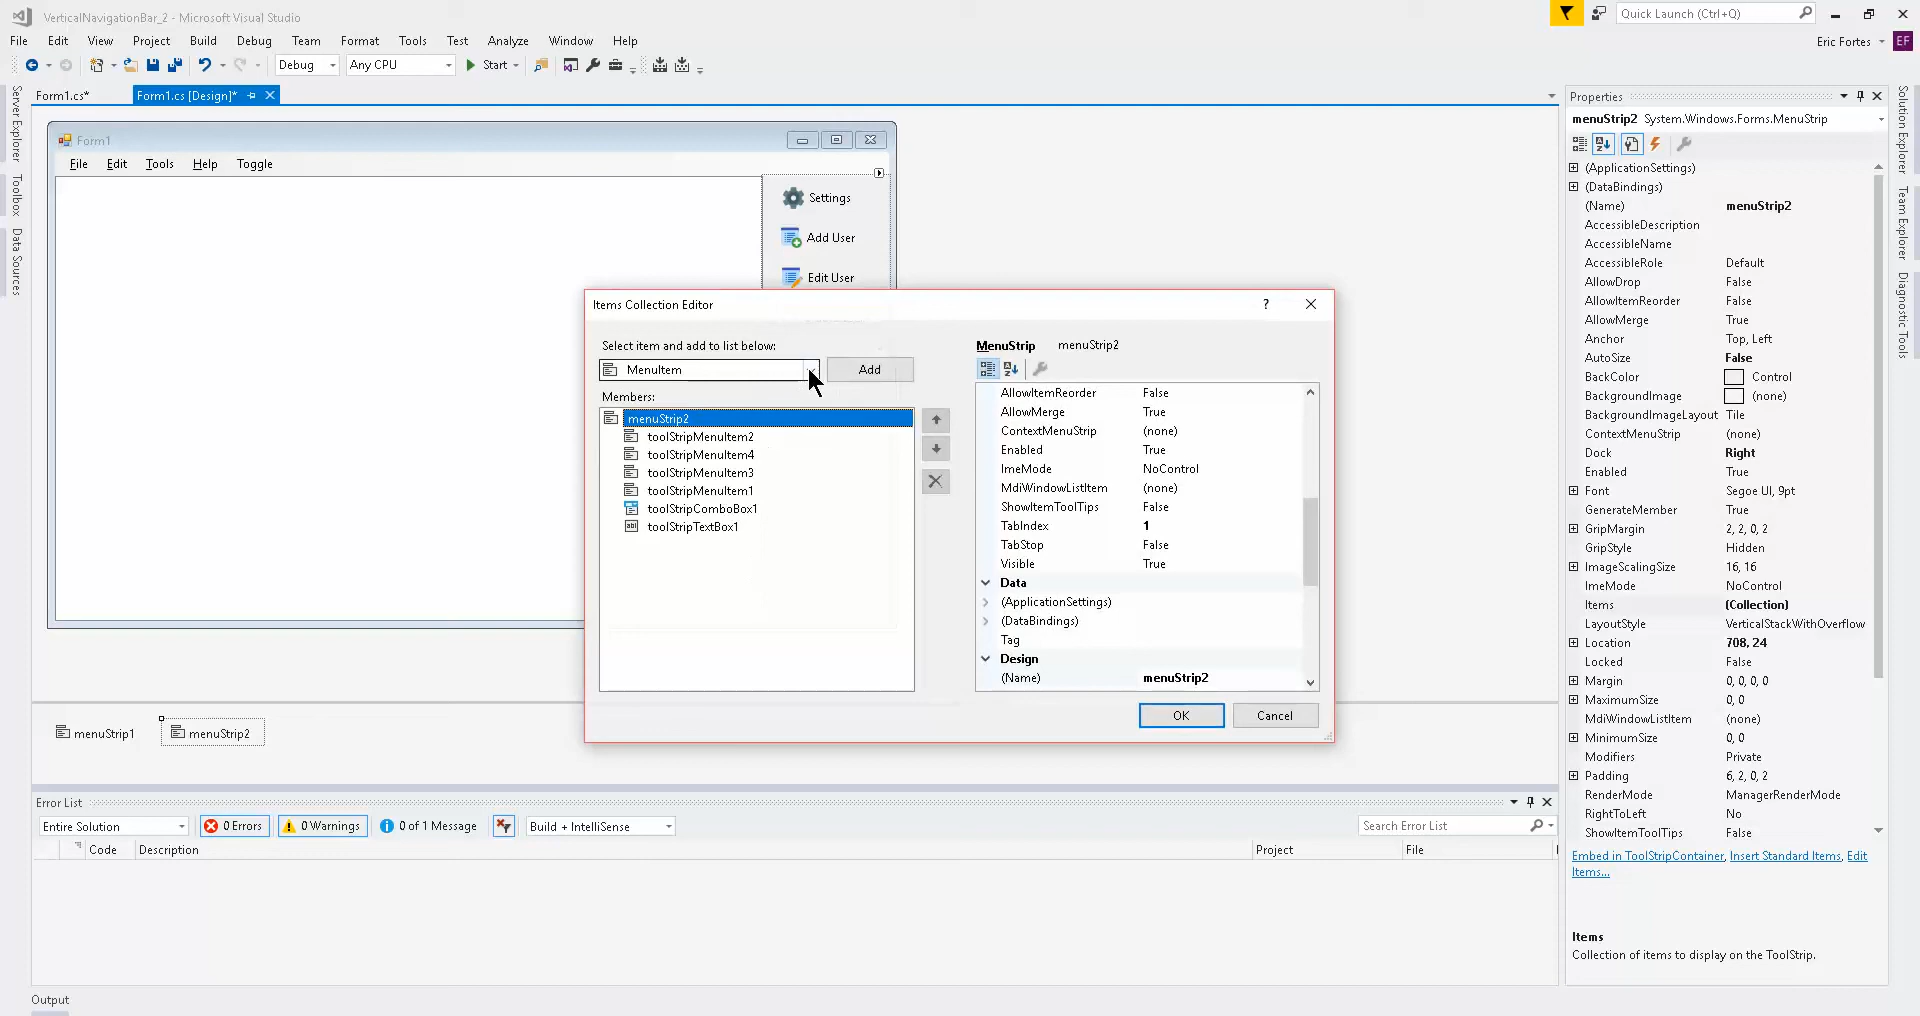 VerticalNavigationBar_2 - Microsoft Visual Studio
Quick Launch (Ctrl+Q)
File Edit View Project Build Debug Team Format Tools Test Analyze Window Help
Eric Fortes EF
Debug Any CPU Start
Form1.cs* Form1.cs [Design]*
Server Explorer
Toolbox
Data Sources
Form1
File Edit Tools Help Toggle
Settings
Add User
Edit User
Items Collection Editor
?
Select item and add to list below:
MenuItem
Add
Members:
menuStrip2
toolStripMenuItem2
toolStripMenuItem4
toolStripMenuItem3
toolStripMenuItem1
toolStripComboBox1
toolStripTextBox1
MenuStrip menuStrip2
AllowItemReorder False
AllowMerge True
ContextMenuStrip (none)
Enabled True
ImeMode NoControl
MdiWindowListItem (none)
ShowItemToolTips False
TabIndex 1
TabStop False
Visible True
Data
(ApplicationSettings)
(DataBindings)
Tag
Design
(Name) menuStrip2
OK Cancel
menuStrip1 menuStrip2
Error List
Entire Solution 0 Errors 0 Warnings 0 of 1 Message Build + IntelliSense Search Error List
Code Description Project File
Output
Properties
menuStrip2 System.Windows.Forms.MenuStrip
(ApplicationSettings)
(DataBindings)
(Name) menuStrip2
AccessibleDescription
AccessibleName
AccessibleRole Default
AllowDrop False
AllowItemReorder False
AllowMerge True
Anchor Top, Left
AutoSize False
BackColor Control
BackgroundImage (none)
BackgroundImageLayout Tile
ContextMenuStrip (none)
Dock Right
Enabled True
Font Segoe UI, 9pt
GenerateMember True
GripMargin 2, 2, 0, 2
GripStyle Hidden
ImageScalingSize 16, 16
ImeMode NoControl
Items (Collection)
LayoutStyle VerticalStackWithOverflow
Location 708, 24
Locked False
Margin 0, 0, 0, 0
MaximumSize 0, 0
MdiWindowListItem (none)
MinimumSize 0, 0
Modifiers Private
Padding 6, 2, 0, 2
RenderMode ManagerRenderMode
RightToLeft No
ShowItemToolTips False
Embed in ToolStripContainer, Insert Standard Items, Edit
Items...
Items
Collection of items to display on the ToolStrip.
Solution Explorer
Team Explorer
Diagnostic Tools